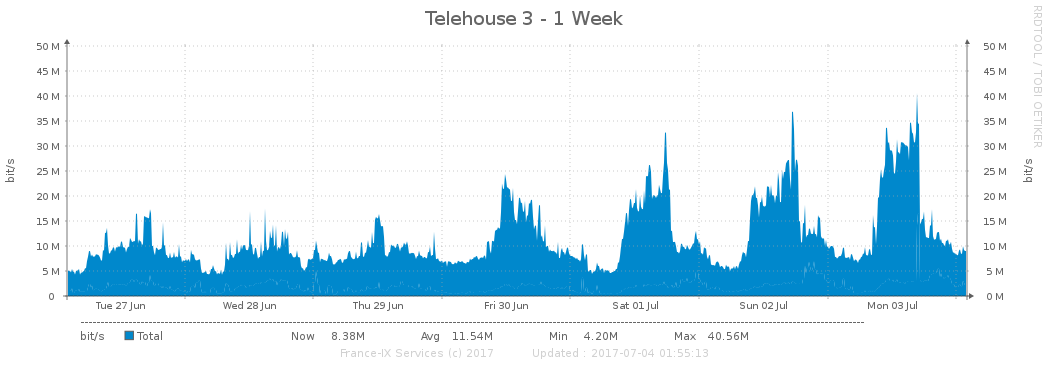 Telehouse 3 - 1 Week
RRDTOOL / TOBI OETIKER
bit/s
50 M 50 M
45 M 45 M
40 M 40 M
35 M 35 M
30 M 30 M
25 M 25 M
20 M 20 M
15 M 15 M
10 M 10 M
5 M 5 M
0 0 M
bit/s
Tue 27 Jun Wed 28 Jun Thu 29 Jun Fri 30 Jun Sat 01 Jul Sun 02 Jul Mon 03 Jul
bit/s Total Now 8.38M Avg 11.54M Min 4.20M Max 40.56M
France-IX Services (c) 2017 Updated : 2017-07-04 01:55:13